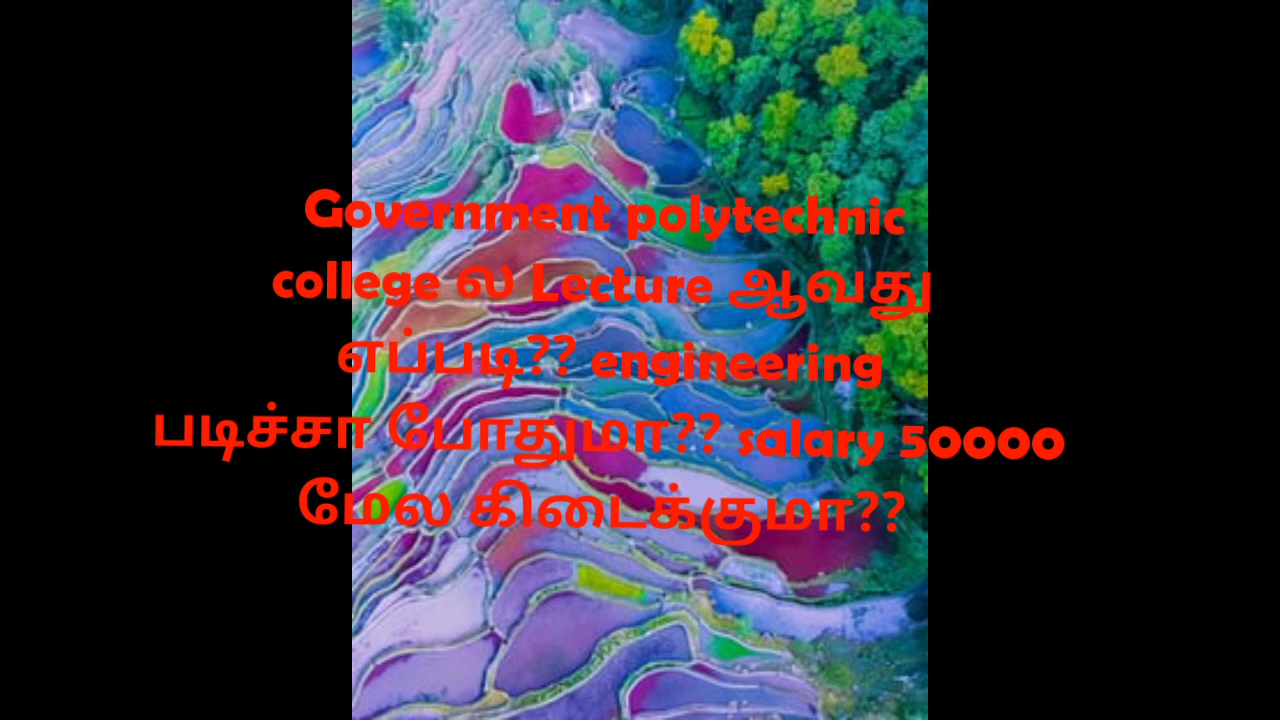 Government polytechnic
college ல Lecture ஆவது
எப்படி?? engineering
படிச்சா போதுமா?? salary 50000
மேல கிடைக்குமா??